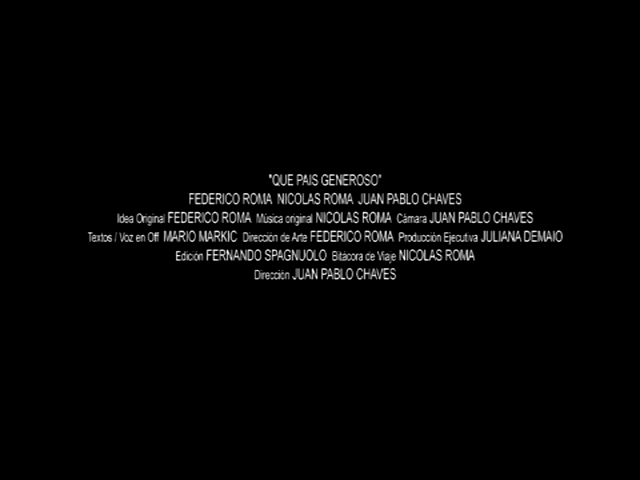 "QUE PAIS GENEROSO"
FEDERICO ROMA NICOLAS ROMA JUAN PABLO CHAVES
Idea Original FEDERICO ROMA Música original NICOLAS ROMA Cámara JUAN PABLO CHAVES
Textos / Voz en Off MARIO MARKIC Dirección de Arte FEDERICO ROMA Producción Ejecutiva JULIANA DEMAIO
Edición FERNANDO SPAGNUOLO Bitácora de Viaje NICOLAS ROMA
Dirección JUAN PABLO CHAVES